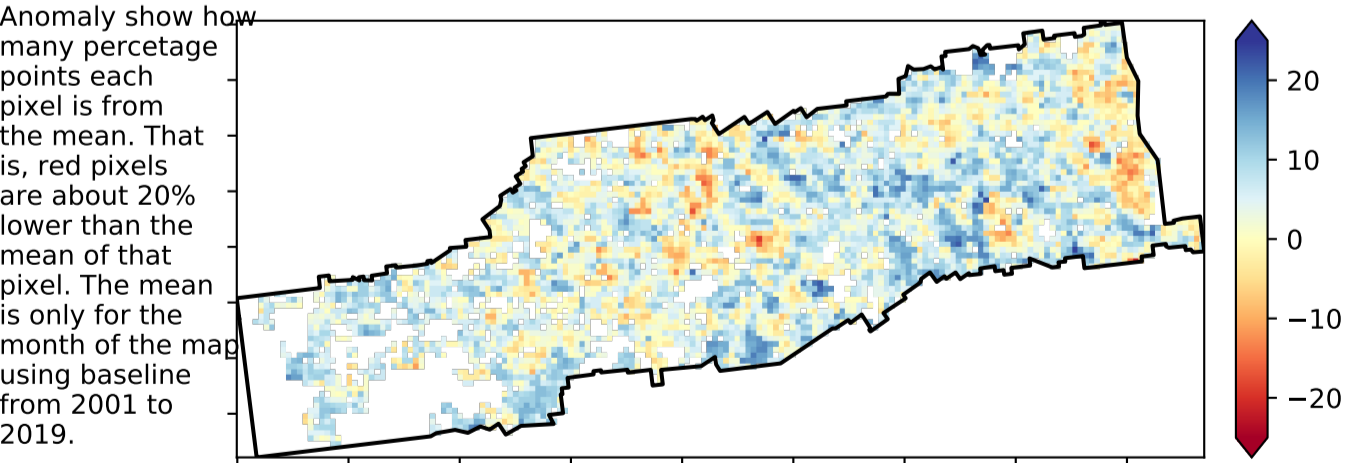 Anomaly show how
many percetage
points each
pixel is from
the mean. That
is, red pixels
are about 20%
lower than the
mean of that
pixel. The mean
is only for the
month of the map
using baseline
from 2001 to
2019.
20
10
0
−10
−20